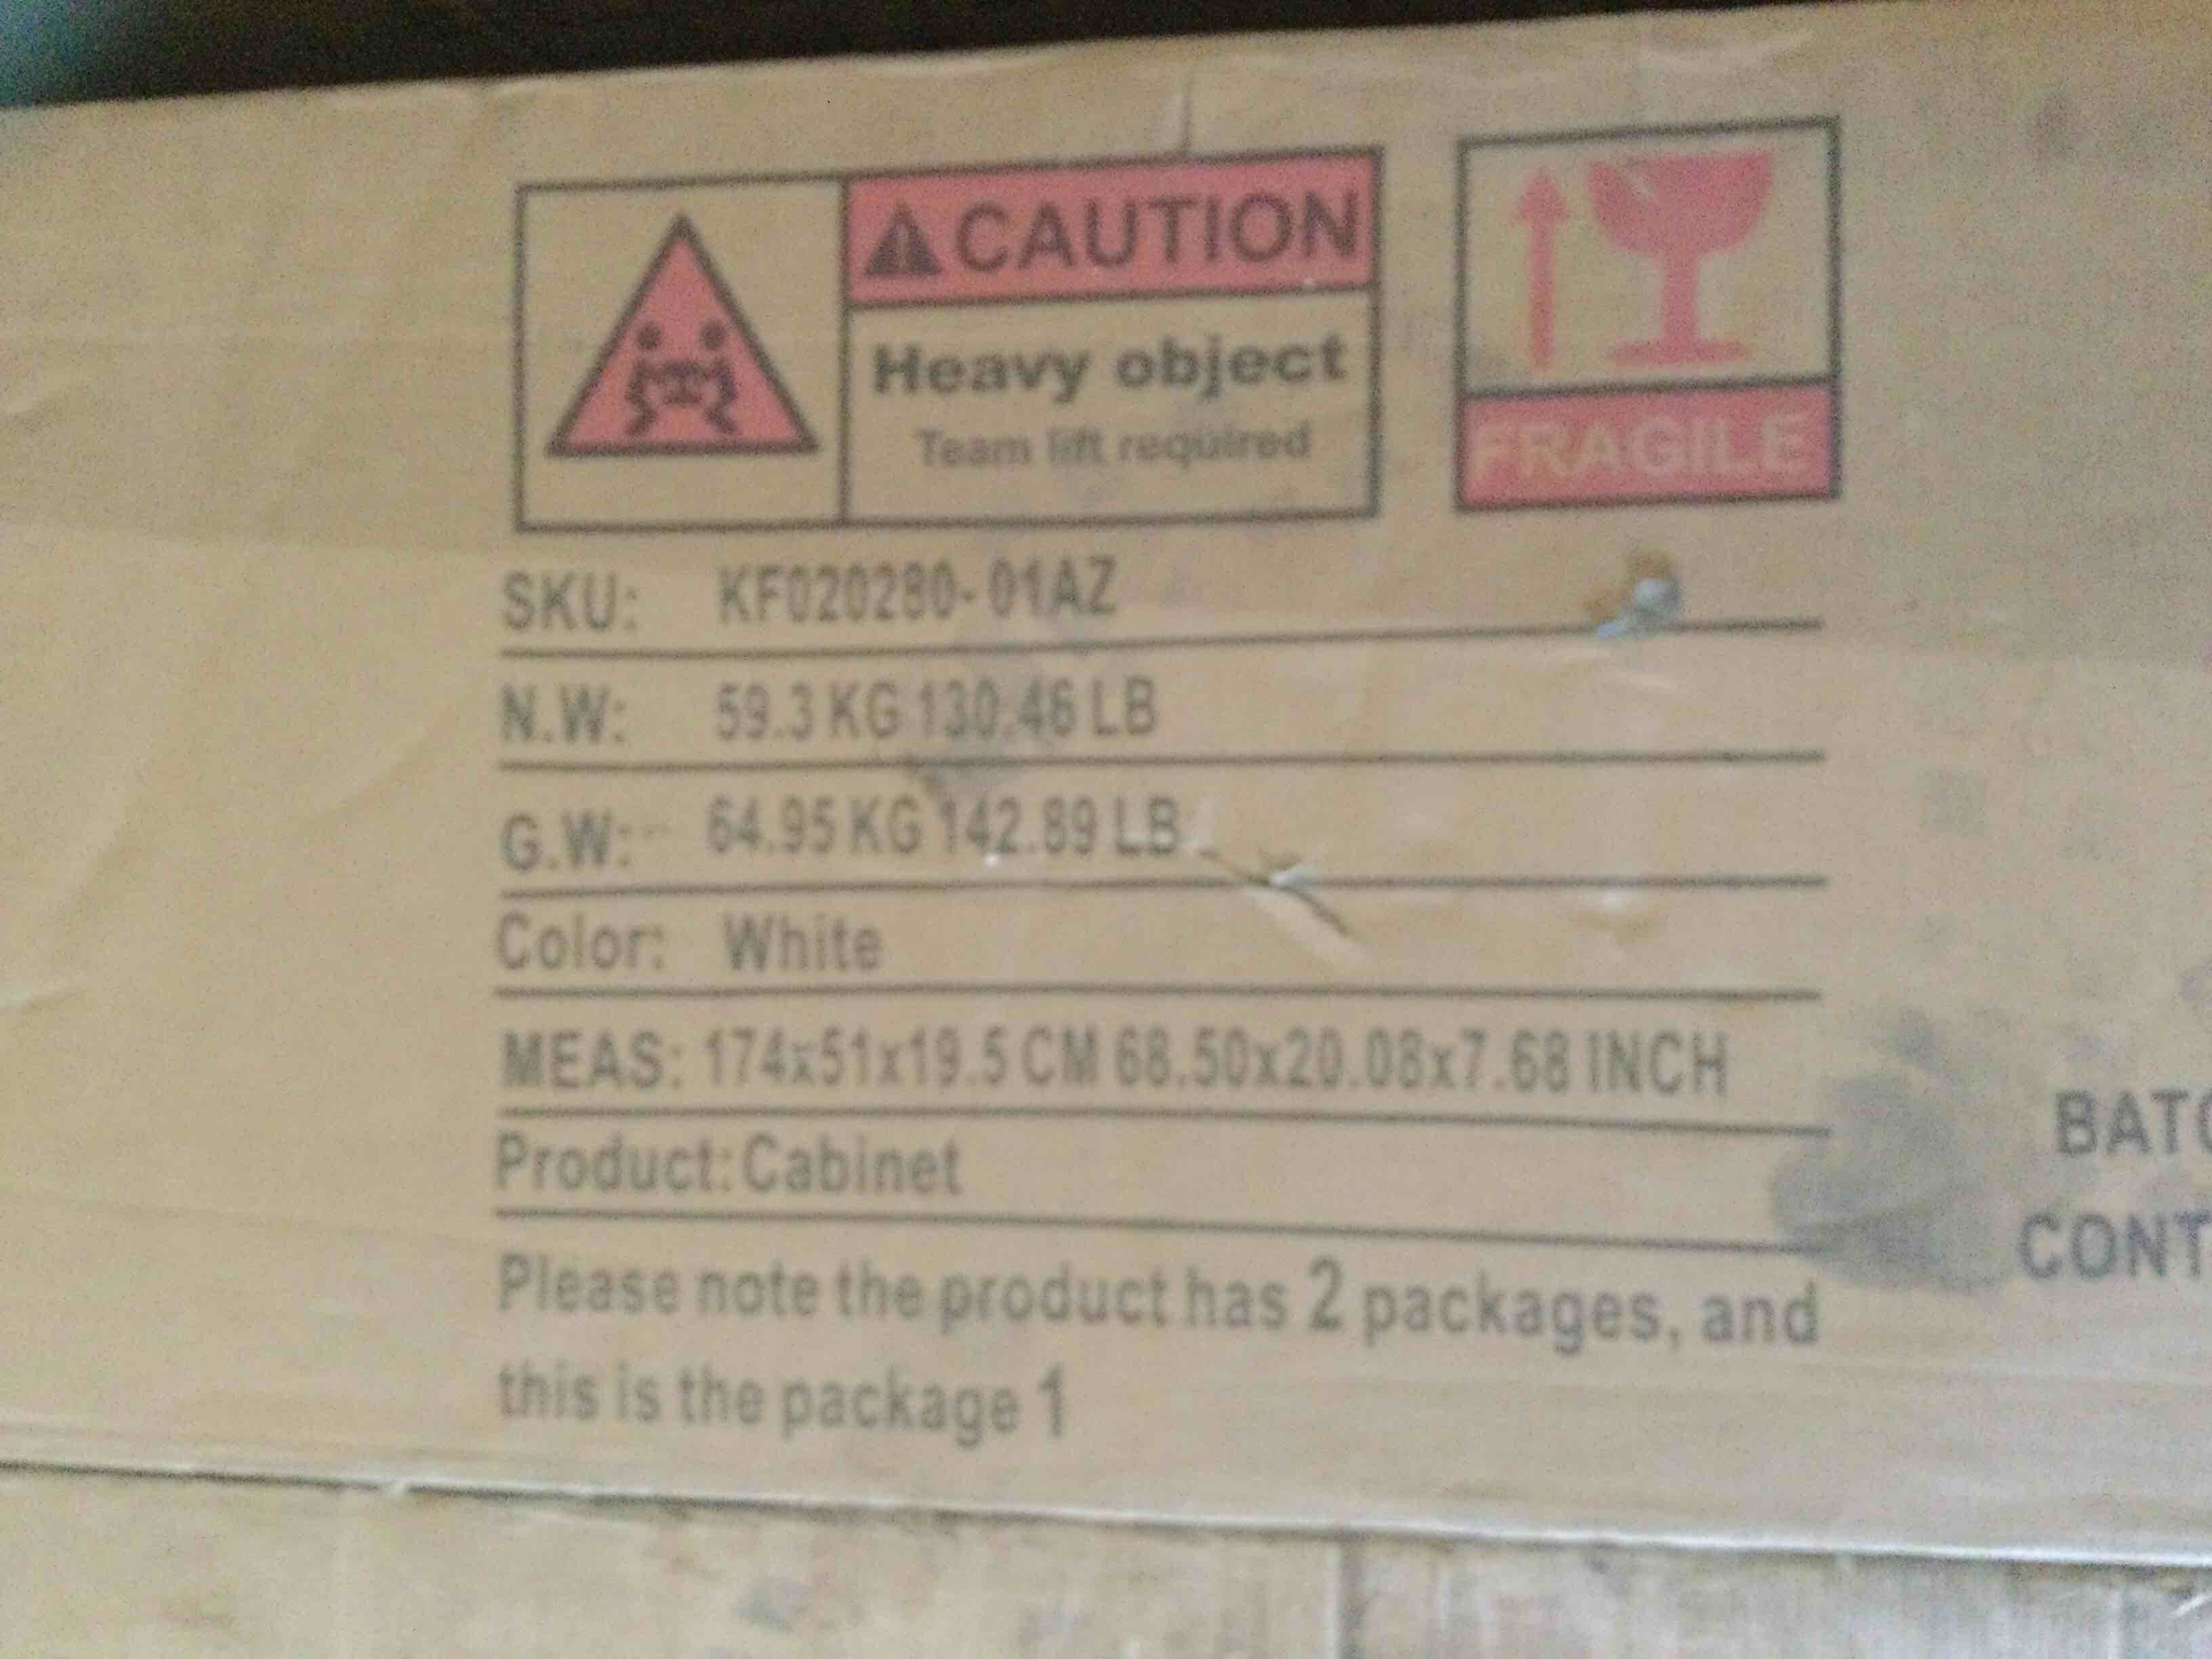 CAUTION
Heavy object
Team lift required
FRAGILE
SKU: KF020280-01AZ
N.W: 59.3 KG 130.46 LB
G.W: 64.95 KG 142.89 LB
Color: White
MEAS: 174x51x19.5 CM 68.50x20.08x7.68 INCH
Product: Cabinet
Please note the product has 2 packages, and
this is the package 1
BATC
CONT